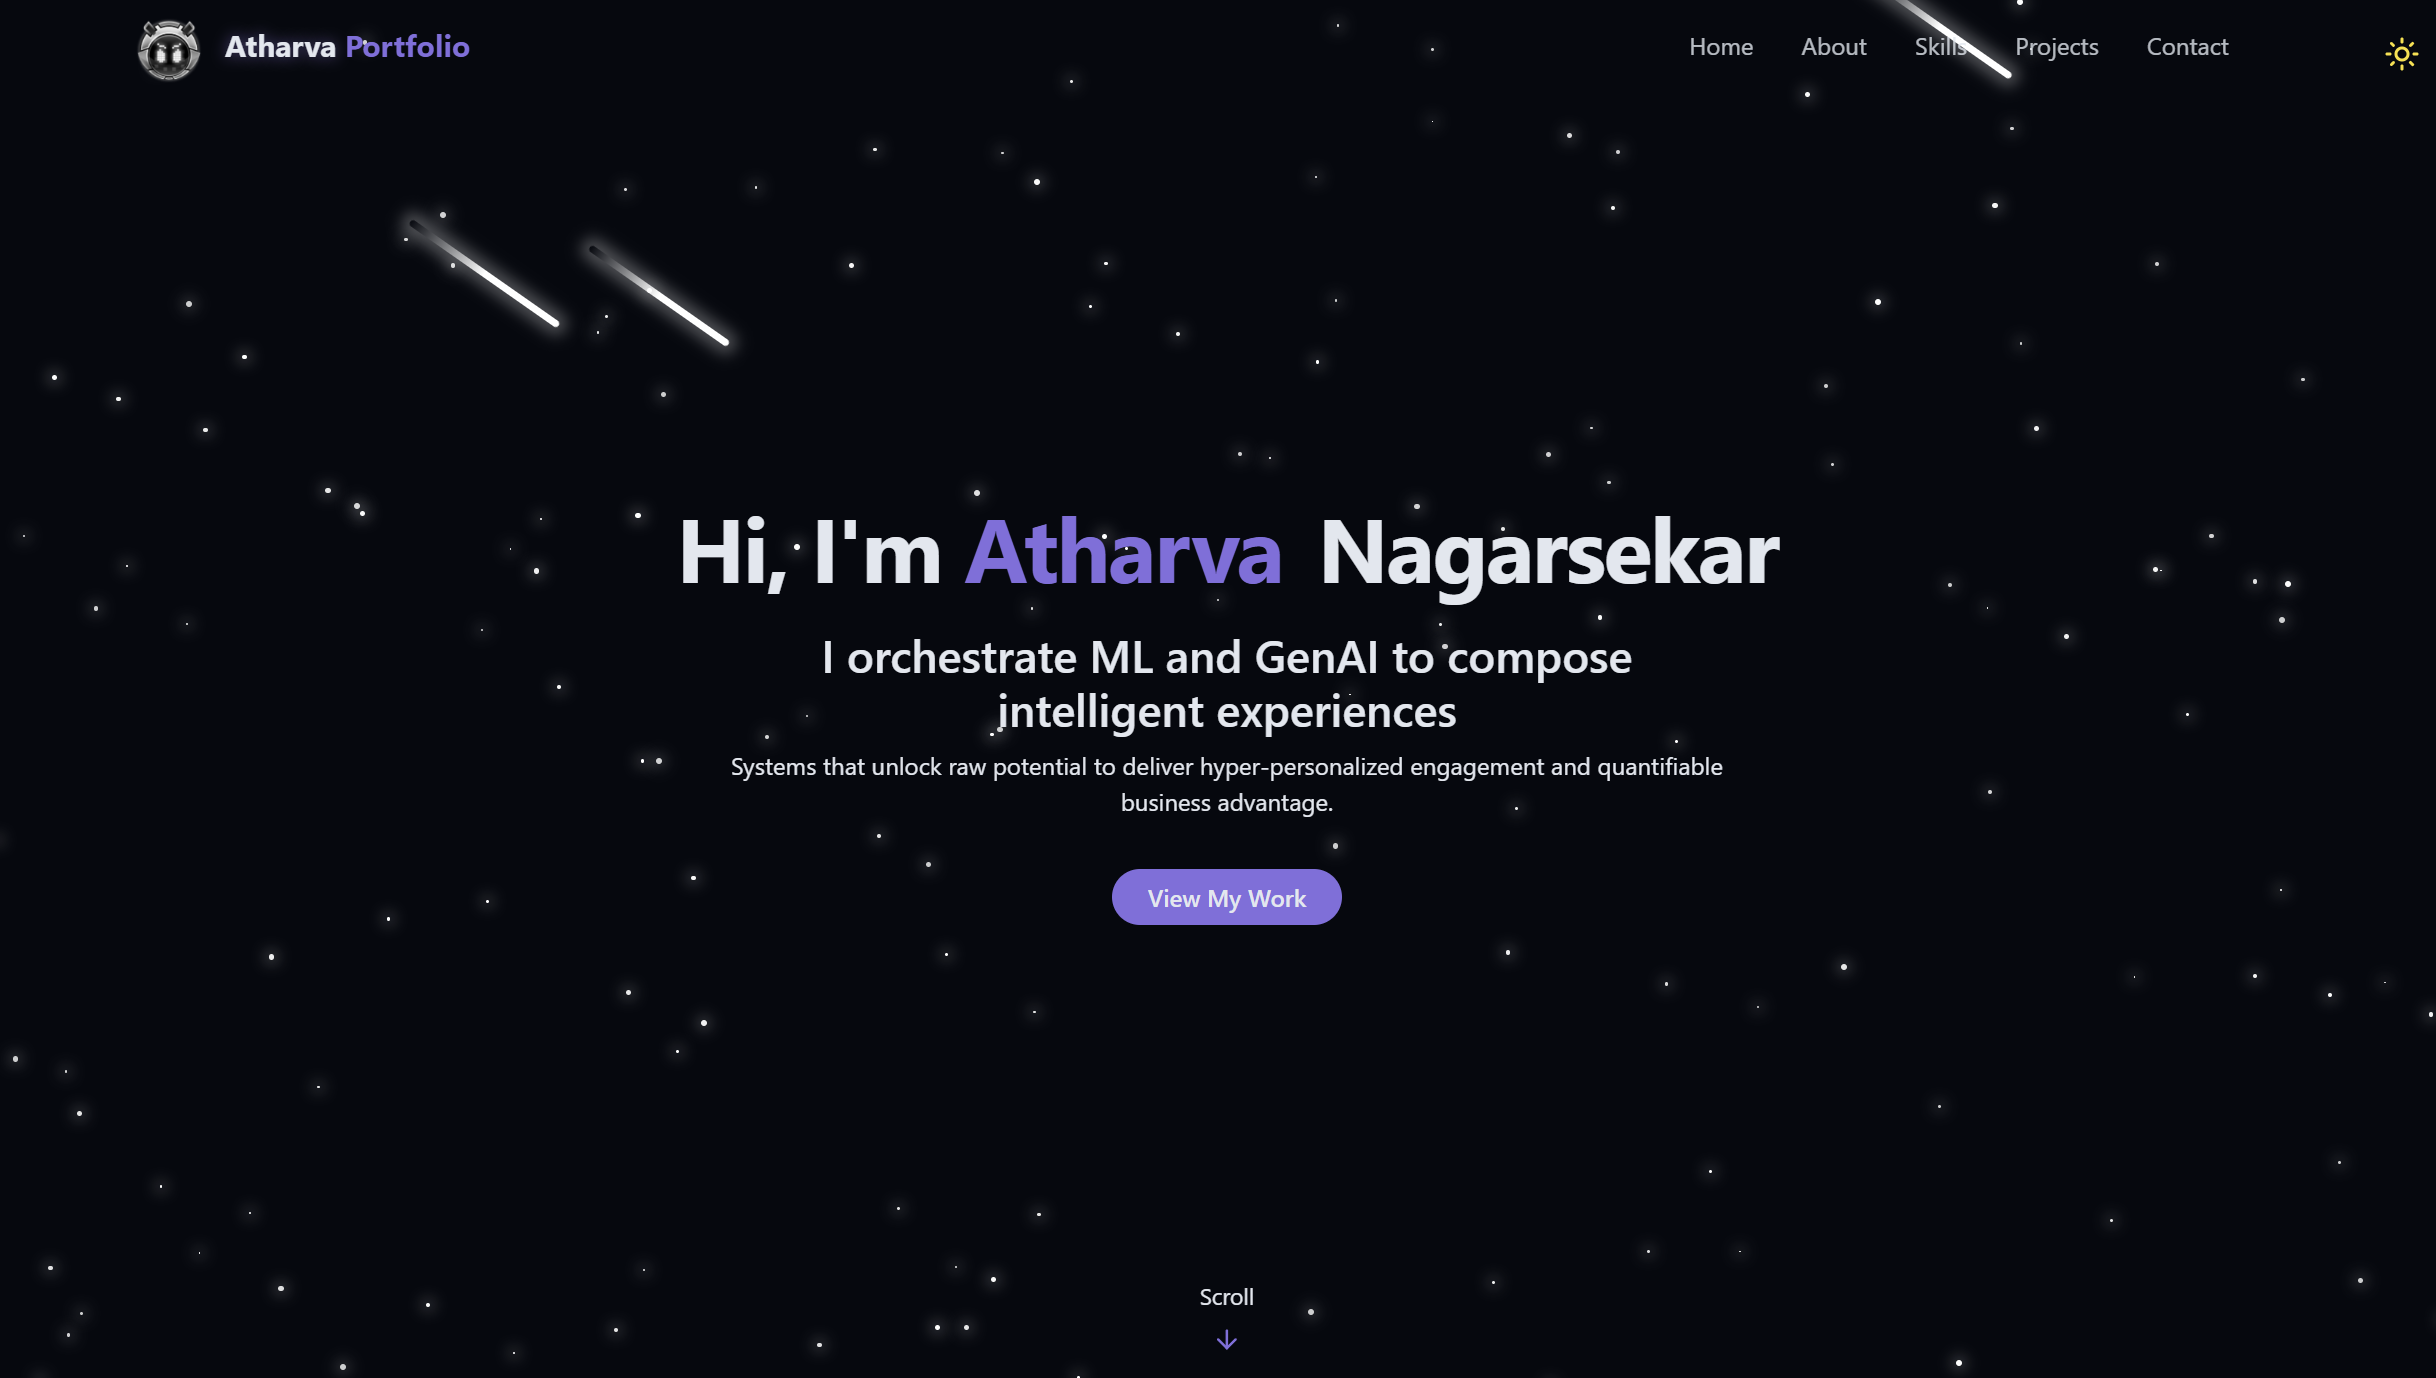 Atharva Portfolio
Home About Skills Projects Contact
Hi, I'm Atharva Nagarsekar
I orchestrate ML and GenAI to compose
intelligent experiences
Systems that unlock raw potential to deliver hyper-personalized engagement and quantifiable
business advantage.
View My Work
Scroll